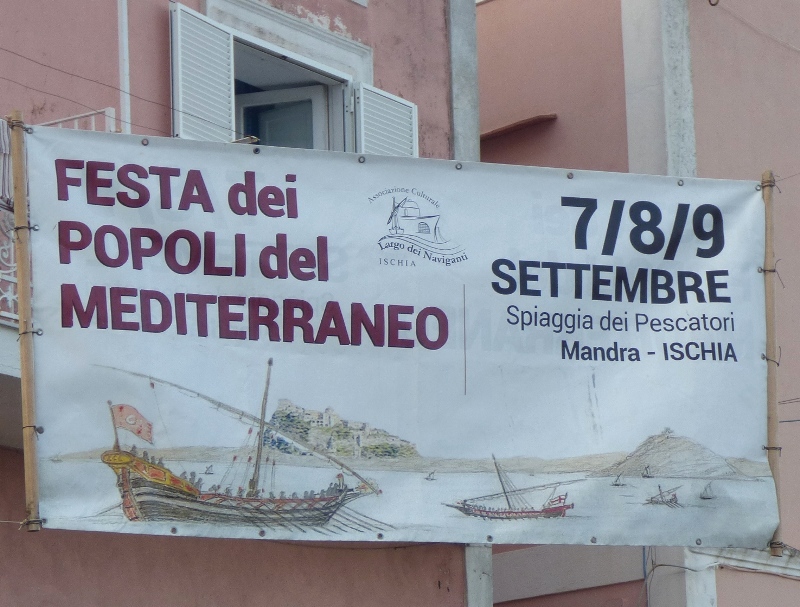 FESTA dei
POPOLI del
MEDITERRANEO
Associazione Culturale
Largo dei Naviganti
ISCHIA
7/8/9
SETTEMBRE
Spiaggia dei Pescatori
Mandra - ISCHIA